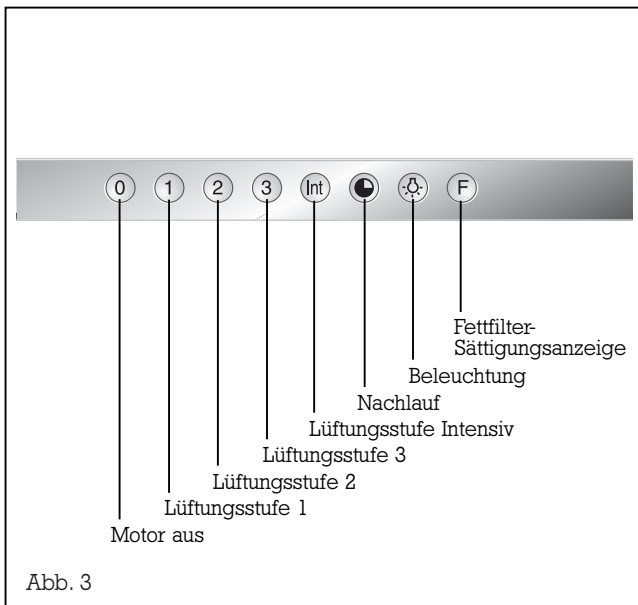 0 1 2 3 Int F
Fettfilter-
Sättigungsanzeige
Beleuchtung
Nachlauf
Lüftungsstufe Intensiv
Lüftungsstufe 3
Lüftungsstufe 2
Lüftungsstufe 1
Motor aus
Abb. 3